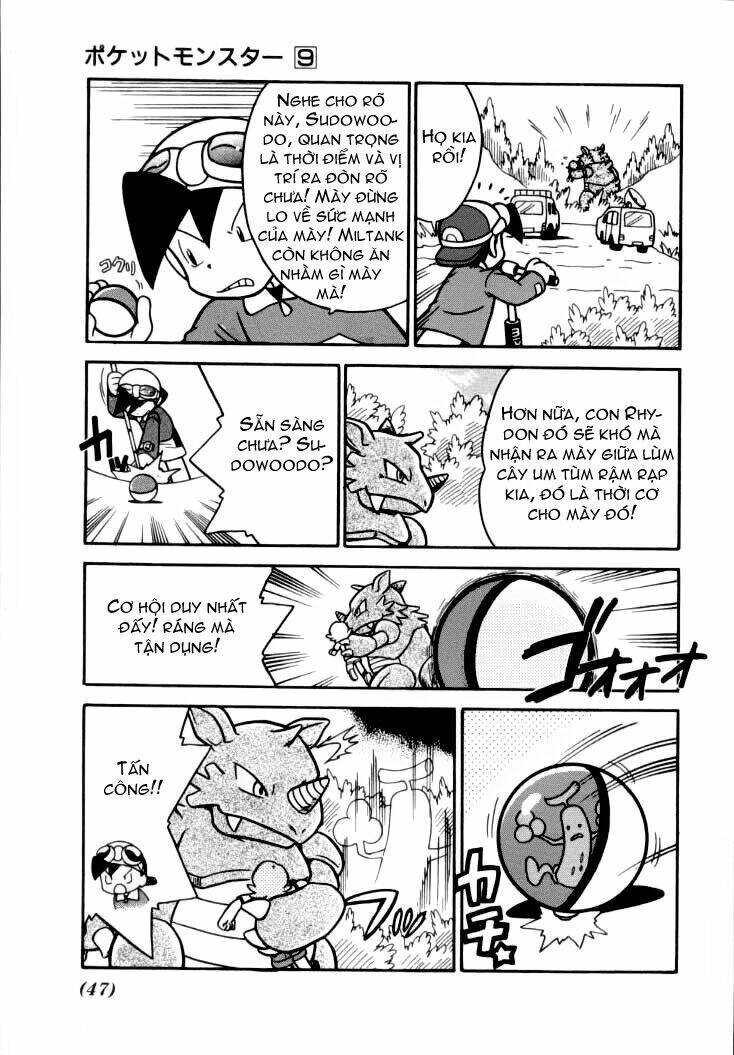 ポケットモンスター 9
HỌ KIA
RỒI!
NGHE CHO RÕ
NÀY, SUDOWOO-
DO, QUAN TRỌNG
LÀ THỜI ĐIỂM VÀ VỊ
TRÍ RA ĐÒN RÕ
CHƯA! MÀY ĐỪNG
LO VỀ SỨC MẠNH
CỦA MÀY! MILTANK
CÒN KHÔNG ĂN
NHẰM GÌ MÀY
MÀ!
コクリ
HƠN NỮA, CON RHY-
DON ĐÓ SẼ KHÓ MÀ
NHẬN RA MÀY GIỮA LÙM
CÂY UM TÙM RẬM RẠP
KIA, ĐÓ LÀ THỜI CƠ
CHO MÀY ĐÓ!
SẴN SÀNG
CHƯA? SU-
DOWOODO?
カッ
CƠ HỘI DUY NHẤT
ĐẤY! RÁNG MÀ
TẬN DỤNG!
ゴオオオ
カチッ
TẤN
CÔNG!!
(47)